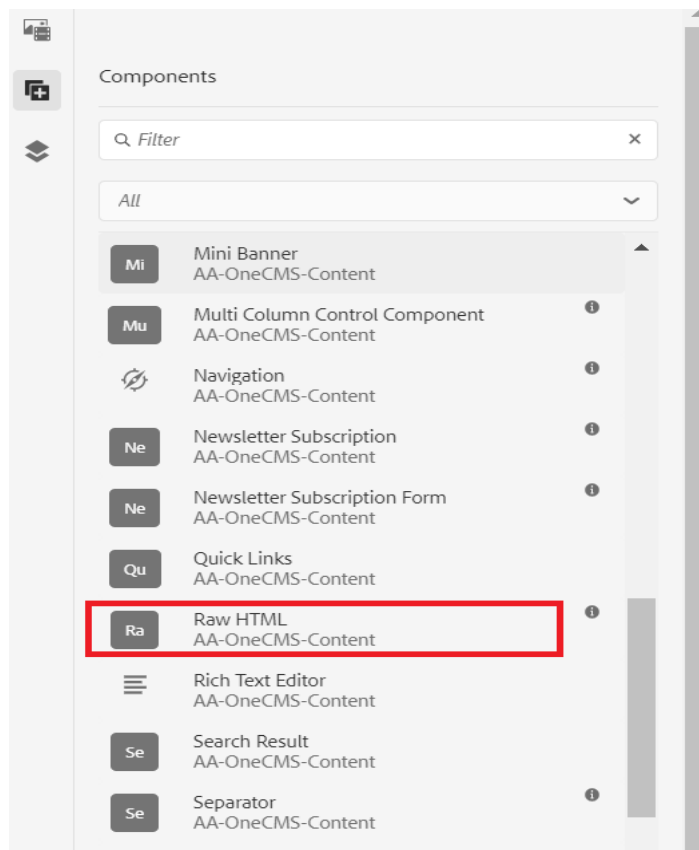 Components
Filter
All
Mi
Mini Banner
AA-OneCMS-Content
Mu
Multi Column Control Component
AA-OneCMS-Content
Navigation
AA-OneCMS-Content
Ne
Newsletter Subscription
AA-OneCMS-Content
Ne
Newsletter Subscription Form
AA-OneCMS-Content
Qu
Quick Links
AA-OneCMS-Content
Ra
Raw HTML
AA-OneCMS-Content
Rich Text Editor
AA-OneCMS-Content
Se
Search Result
AA-OneCMS-Content
Se
Separator
AA-OneCMS-Content